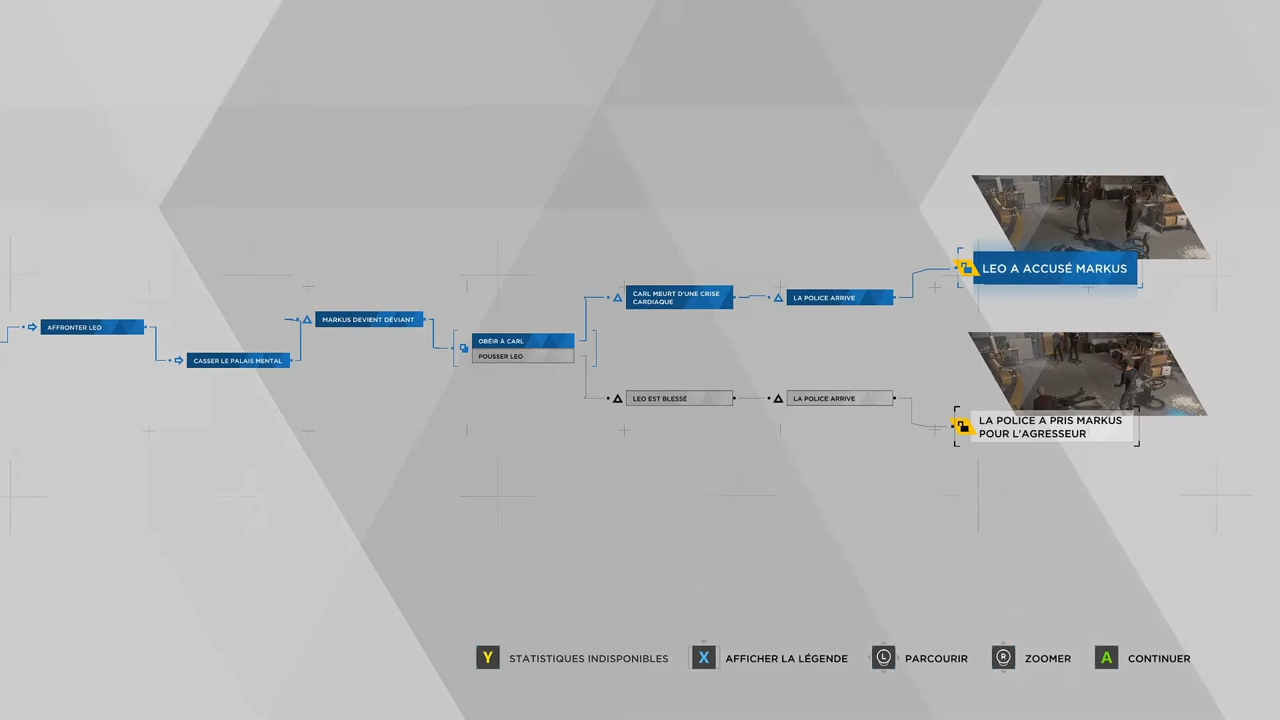 LEO A ACCUSÉ MARKUS
CARL MEURT D'UNE CRISE
CARDIAQUE
LA POLICE ARRIVE
MARKUS DEVIENT DÉVIANT
AFFRONTER LEO
OBÉIR À CARL
POUSSER LEO
CASSER LE PALAIS MENTAL
LEO EST BLESSÉ
LA POLICE ARRIVE
LA POLICE A PRIS MARKUS
POUR L'AGRESSEUR
Y STATISTIQUES INDISPONIBLES X AFFICHER LA LÉGENDE L PARCOURIR R ZOOMER A CONTINUER